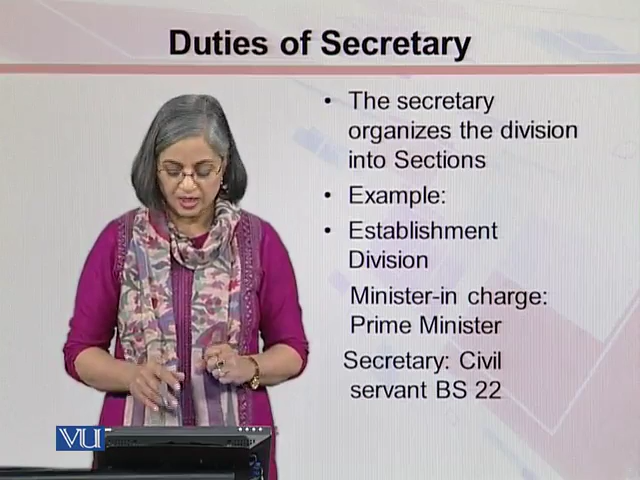 Duties of Secretary
• The secretary
organizes the division
into Sections
• Example:
• Establishment
Division
Minister-in charge:
Prime Minister
Secretary: Civil
servant BS 22
VU